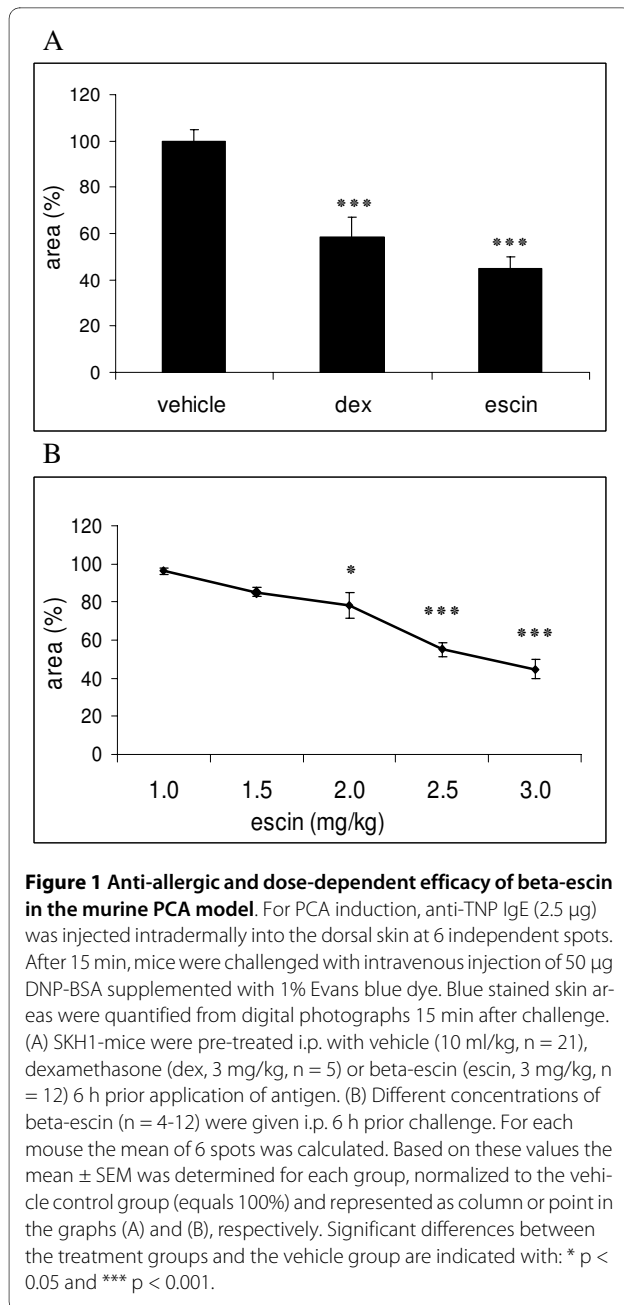 A
120
100
80
60
40
20
0
area (%)
***
***
vehicle dex escin
B
120
100
80
60
40
20
0
area (%)
*
***
***
1.0 1.5 2.0 2.5 3.0
escin (mg/kg)
Figure 1 Anti-allergic and dose-dependent efficacy of beta-escin
in the murine PCA model. For PCA induction, anti-TNP IgE (2.5 μg)
was injected intradermally into the dorsal skin at 6 independent spots.
After 15 min, mice were challenged with intravenous injection of 50 μg
DNP-BSA supplemented with 1% Evans blue dye. Blue stained skin ar-
eas were quantified from digital photographs 15 min after challenge.
(A) SKH1-mice were pre-treated i.p. with vehicle (10 ml/kg, n = 21),
dexamethasone (dex, 3 mg/kg, n = 5) or beta-escin (escin, 3 mg/kg, n
= 12) 6 h prior application of antigen. (B) Different concentrations of
beta-escin (n = 4-12) were given i.p. 6 h prior challenge. For each
mouse the mean of 6 spots was calculated. Based on these values the
mean ± SEM was determined for each group, normalized to the vehi-
cle control group (equals 100%) and represented as column or point in
the graphs (A) and (B), respectively. Significant differences between
the treatment groups and the vehicle group are indicated with: * p <
0.05 and *** p < 0.001.